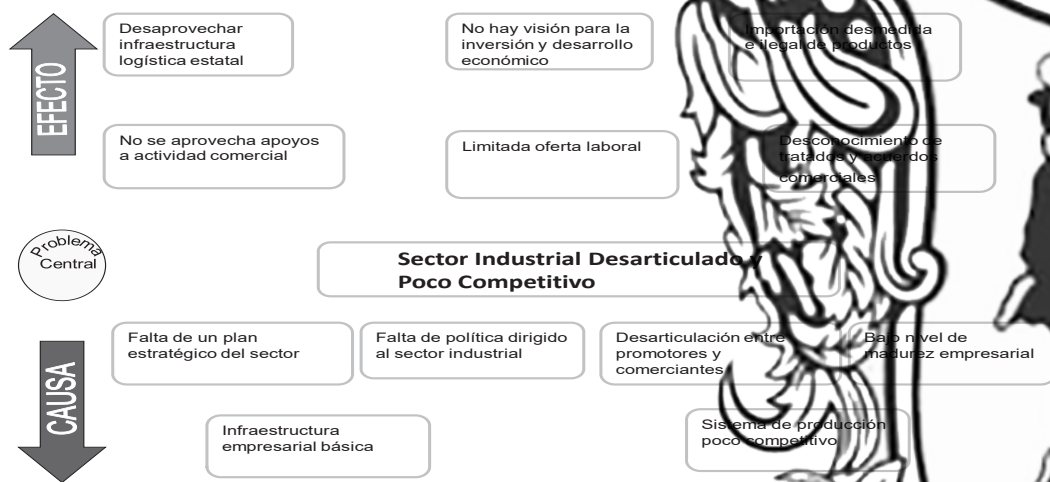 Desaprovechar
infraestructura
logística estatal
No hay visión para la
inversión y desarrollo
económico
Importación desmedida
e ilegal de productos
EFECTO
No se aprovecha apoyos
a actividad comercial
Limitada oferta laboral
Desconocimiento de
tratados y acuerdos
comerciales
Problema
Central
Sector Industrial Desarticulado y
Poco Competitivo
Falta de un plan
estratégico del sector
Falta de política dirigido
al sector industrial
Desarticulación entre
promotores y
comerciantes
Bajo nivel de
madurez empresarial
CAUSA
Infraestructura
empresarial básica
Sistema de producción
poco competitivo